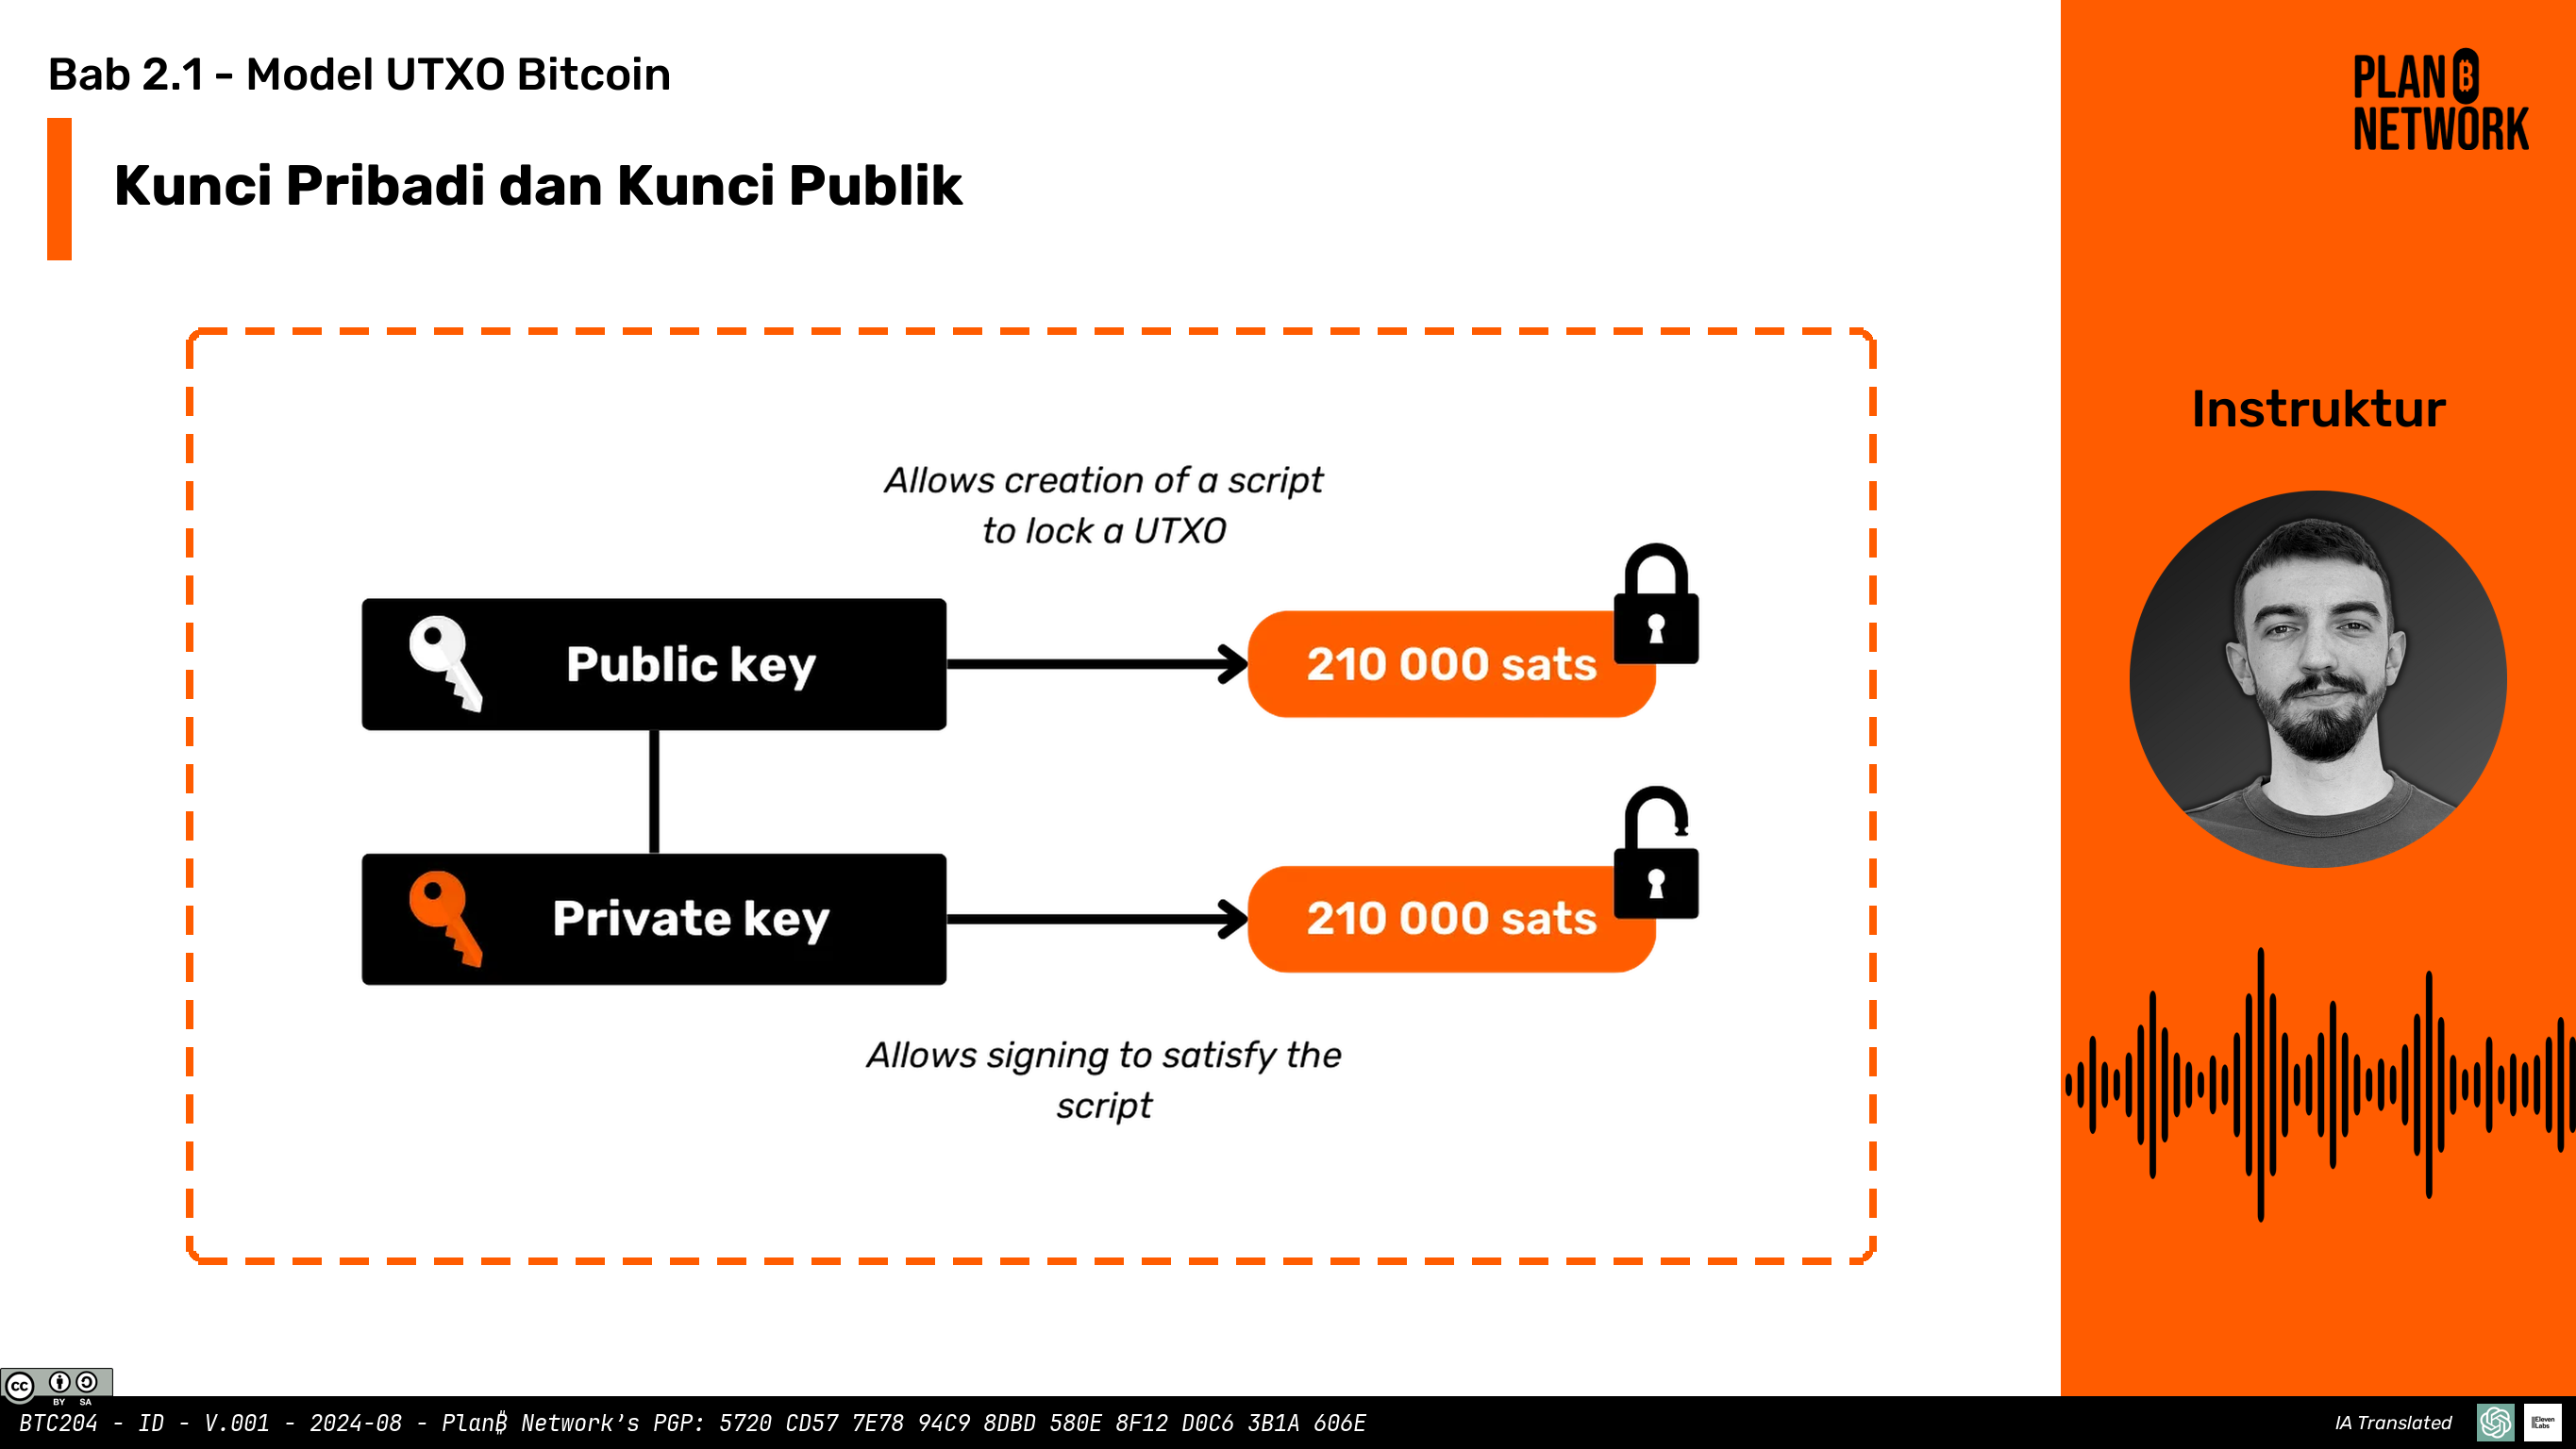 Bab 2.1 - Model UTXO Bitcoin
Kunci Pribadi dan Kunci Publik
PLAN B
NETWORK
Instruktur
Allows creation of a script
to lock a UTXO
Public key
210 000 sats
Private key
210 000 sats
Allows signing to satisfy the
script
cc
BY SA
BTC204 - ID - V.001 - 2024-08 - Plan₿ Network's PGP: 5720 CD57 7E78 94C9 8DBD 580E 8F12 D0C6 3B1A 606E
IA Translated
Eleven
Labs